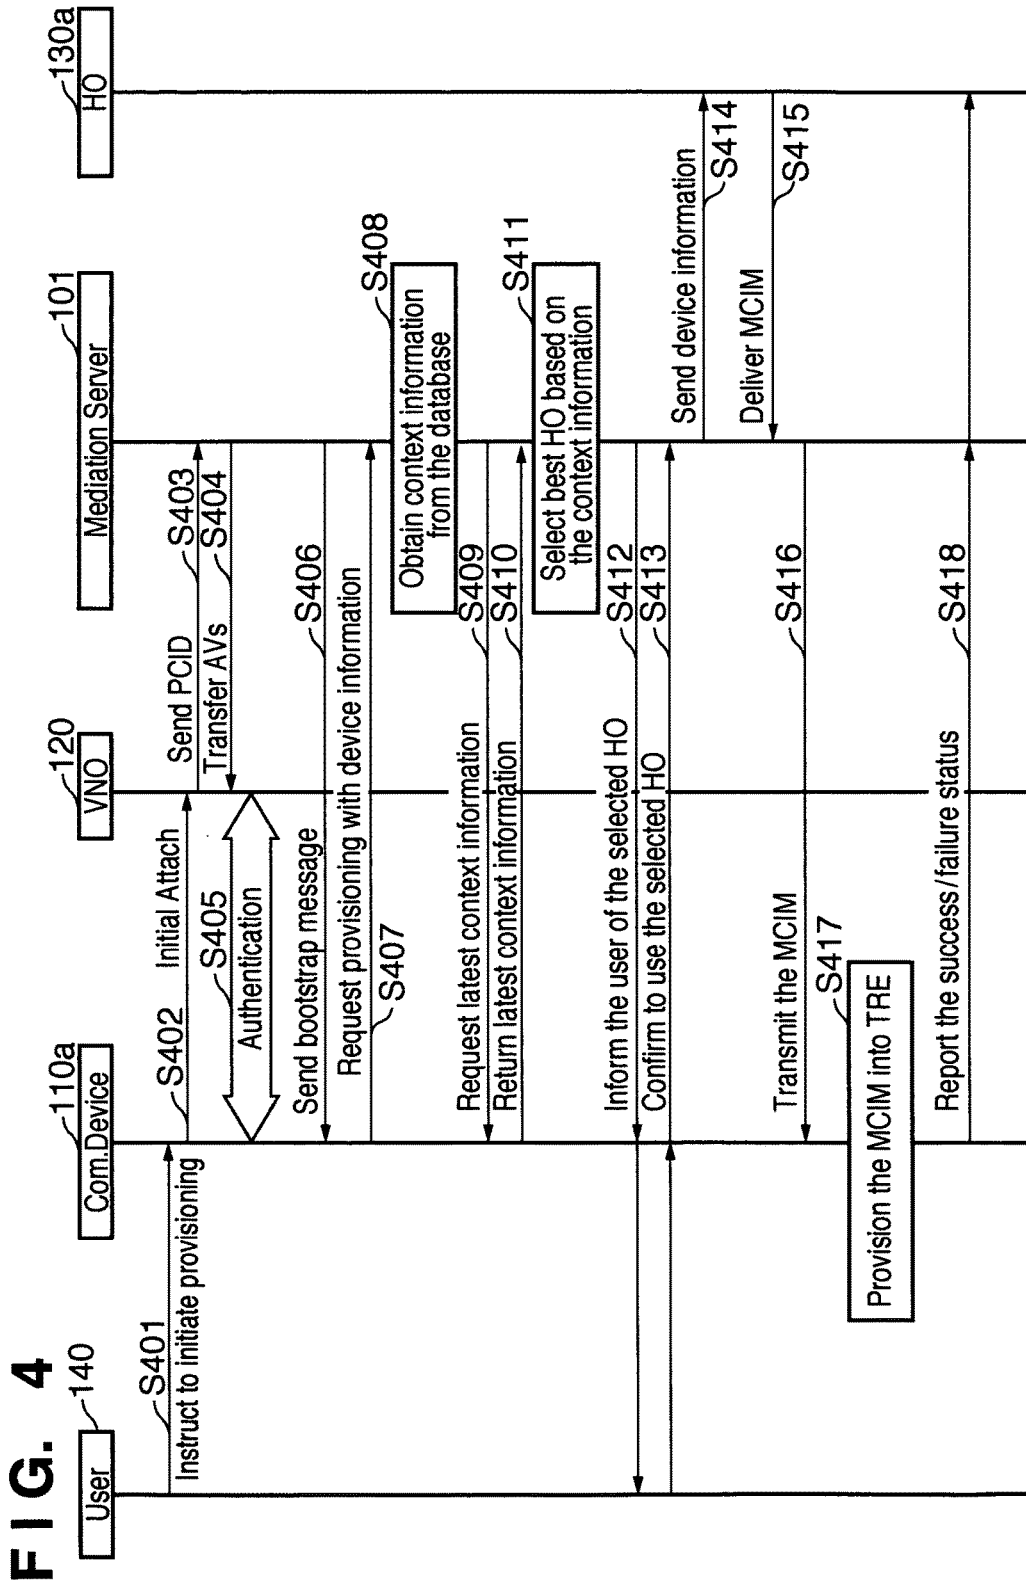 FIG. 4
User
140
Com.Device
110a
VNO
120
Mediation Server
101
HO
130a
S401
Instruct to initiate provisioning
S402
Initial Attach
Send PCID
S403
Transfer AVs
S404
S405
Authentication
Send bootstrap message
S406
Request provisioning with device information
S407
S408
Obtain context information
from the database
Request latest context information
S409
Return latest context information
S410
S411
Select best HO based on
the context information
Inform the user of the selected HO
S412
Confirm to use the selected HO
S413
Send device information
S414
Deliver MCIM
S415
Transmit the MCIM
S416
S417
Provision the MCIM into TRE
Report the success/failure status
S418